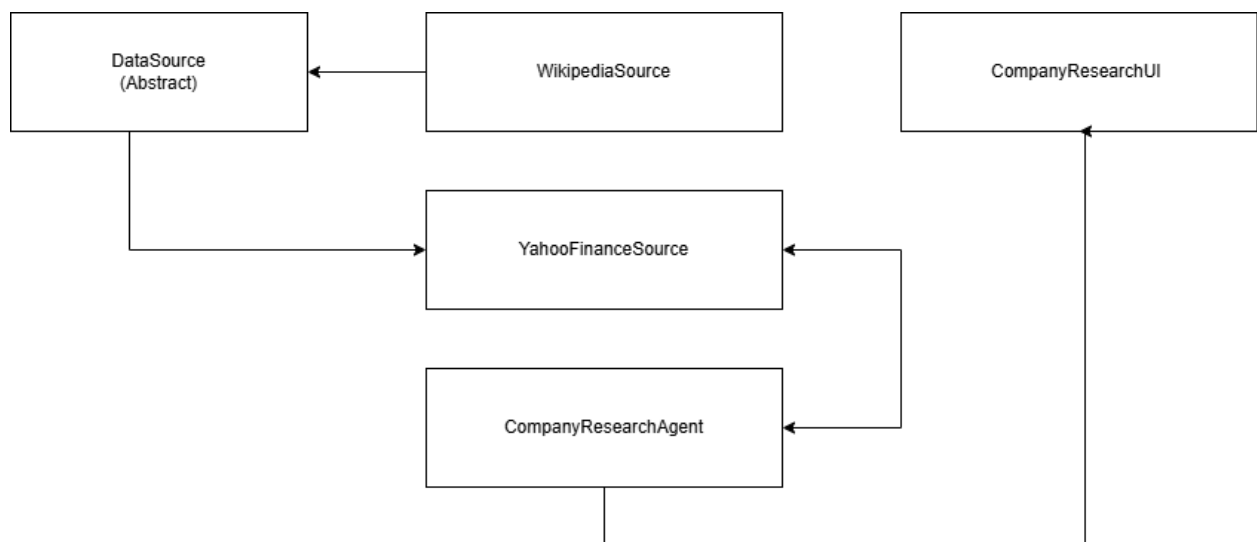 DataSource
(Abstract)
WikipediaSource
CompanyResearchUI
YahooFinanceSource
CompanyResearchAgent